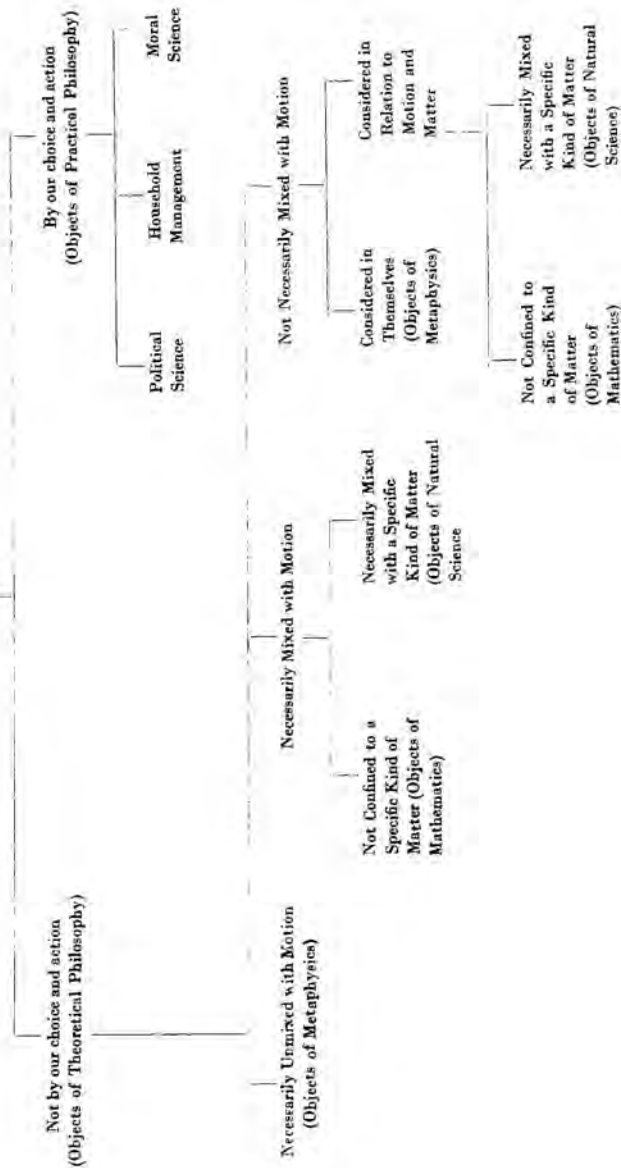 Not by our choice and action
(Objects of Theoretical Philosophy)
By our choice and action
(Objects of Practical Philosophy)
Political
Science
Household
Management
Moral
Science
Necessarily Unmixed with Motion
(Objects of Metaphysics)
Necessarily Mixed with Motion
Not Necessarily Mixed with Motion
Not Confined to a
Specific Kind of
Matter (Objects of
Mathematics)
Necessarily Mixed
with a Specific
Kind of Matter
(Objects of Natural
Science
Considered in
Themselves
(Objects of
Metaphysics)
Considered in
Relation to
Motion and
Matter
Not Confined to
a Specific Kind
of Matter
(Objects of
Mathematics)
Necessarily Mixed
with a Specific
Kind of Matter
(Objects of Natural
Science)